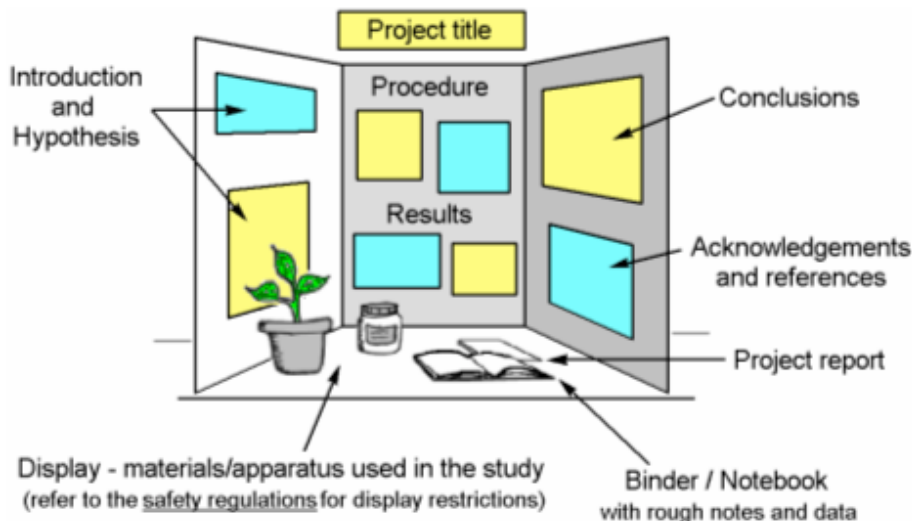 Project title
Introduction
and
Hypothesis
Procedure
Results
Conclusions
Acknowledgements
and references
Project report
Display - materials/apparatus used in the study
(refer to the safety regulations for display restrictions)
Binder / Notebook
with rough notes and data